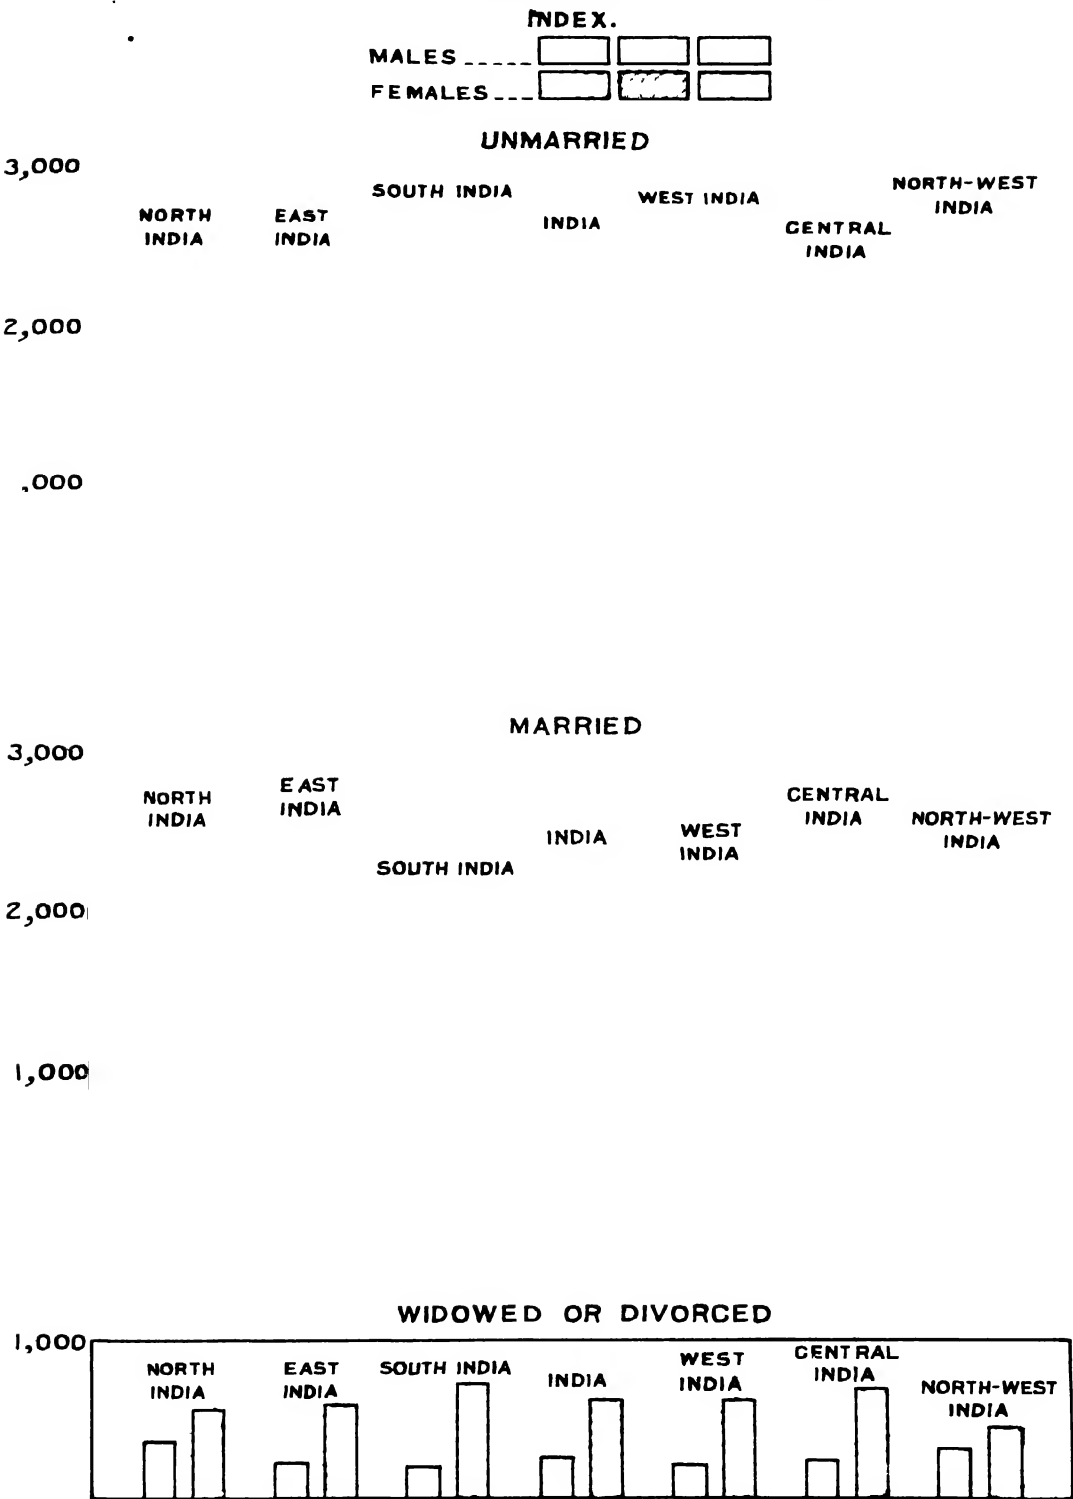 INDEX.
MALES
FEMALES
UNMARRIED
3,000
NORTH INDIA
EAST INDIA
SOUTH INDIA
INDIA
WEST INDIA
CENTRAL INDIA
NORTH-WEST INDIA
2,000
,000
MARRIED
3,000
NORTH INDIA
EAST INDIA
SOUTH INDIA
INDIA
WEST INDIA
CENTRAL INDIA
NORTH-WEST INDIA
2,000
1,000
WIDOWED OR DIVORCED
1,000
NORTH INDIA
EAST INDIA
SOUTH INDIA
INDIA
WEST INDIA
CENTRAL INDIA
NORTH-WEST INDIA